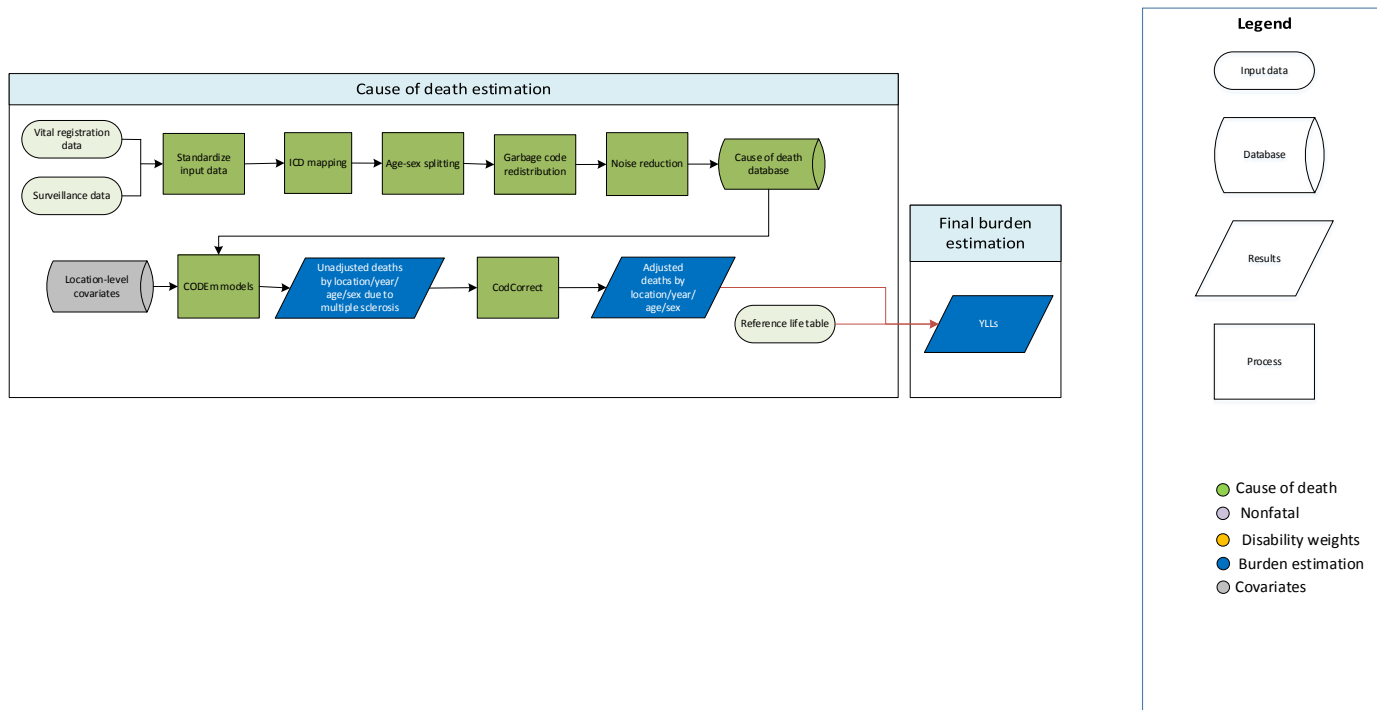 Legend
Input data
Cause of death estimation
Vital registration
data
Standardize
input data
ICD mapping
Age-sex splitting
Garbage code
redistribution
Noise reduction
Cause of death
database
Database
Surveillance data
Final burden
estimation
Location-level
covariates
CODEm models
Unadjusted deaths
by location/year/
age/sex due to
multiple sclerosis
CodCorrect
Adjusted
deaths by
location/year/
age/sex
Reference life table
YLLs
Results
Process
Cause of death
Nonfatal
Disability weights
Burden estimation
Covariates